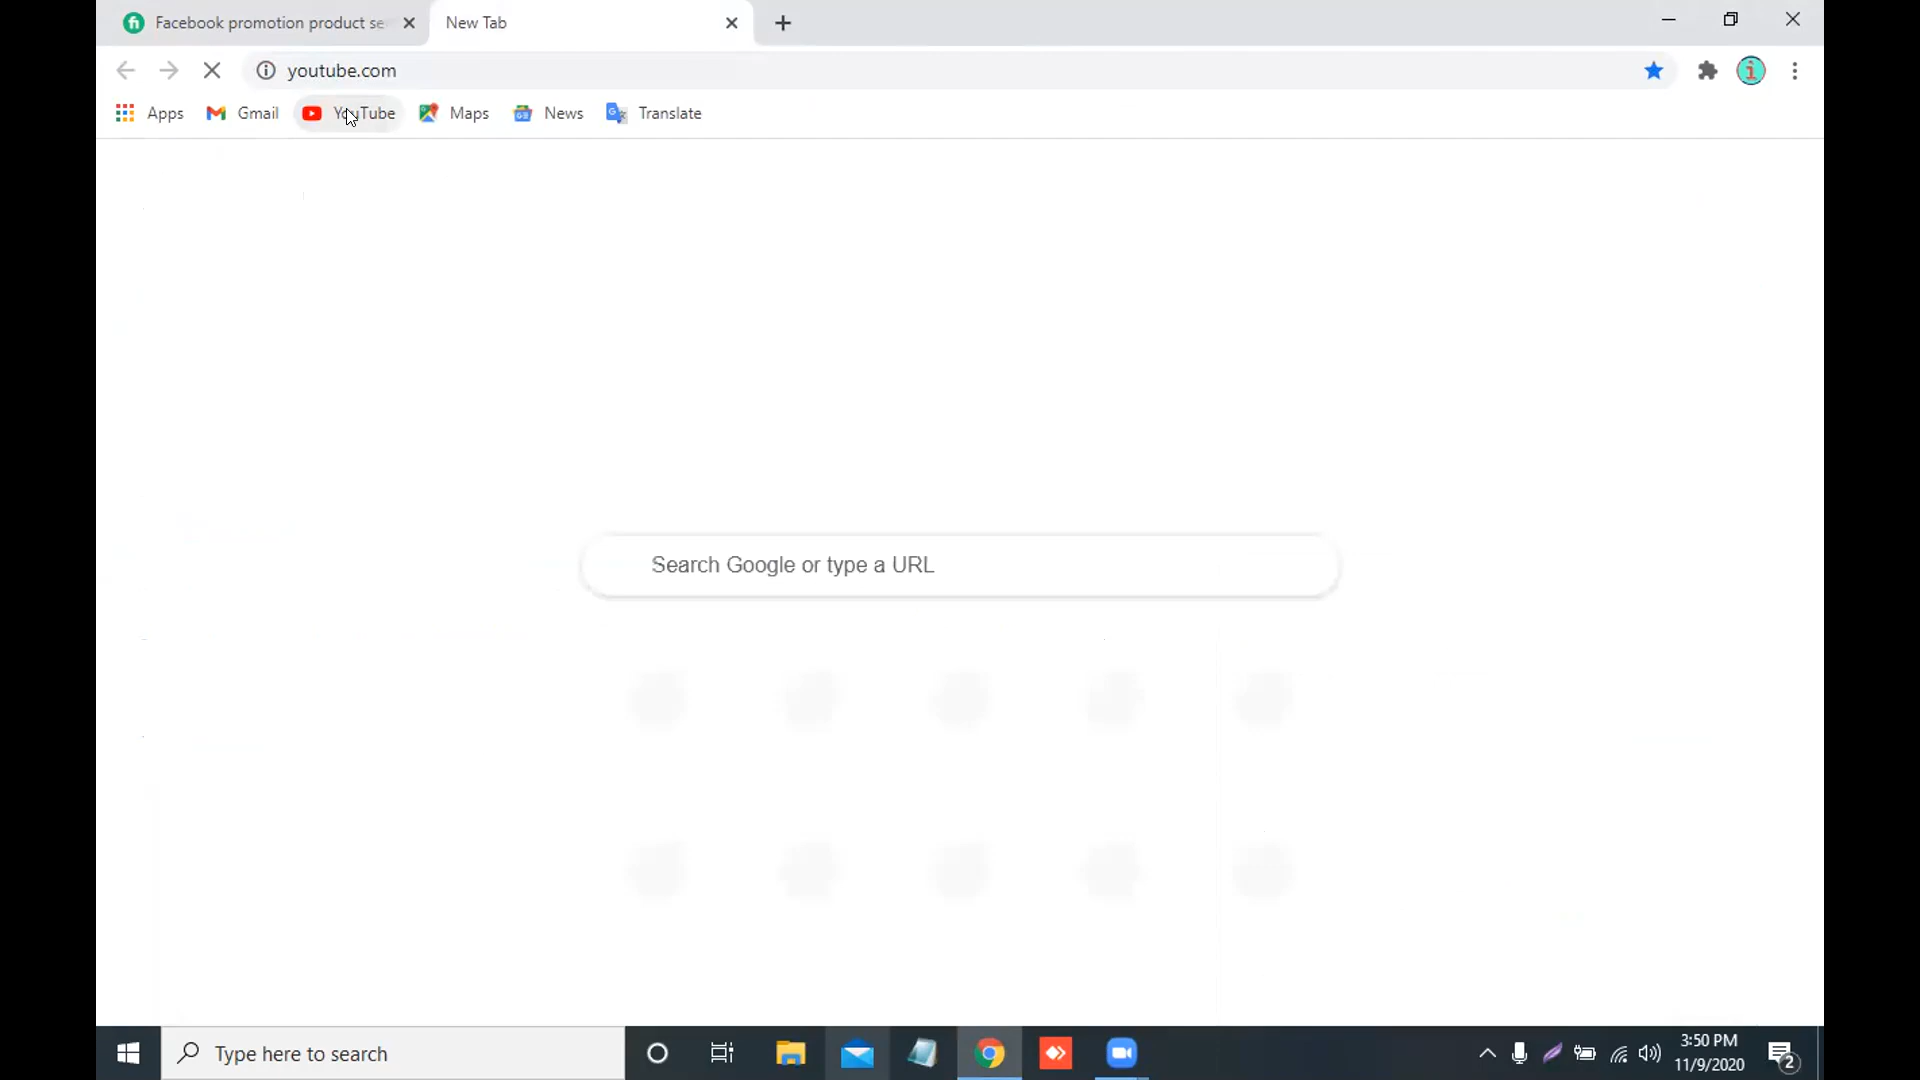 Facebook promotion product se
New Tab
youtube.com
Apps
Gmail
YouTube
Maps
News
Translate
Search Google or type a URL
Type here to search
3:50 PM
11/9/2020
2